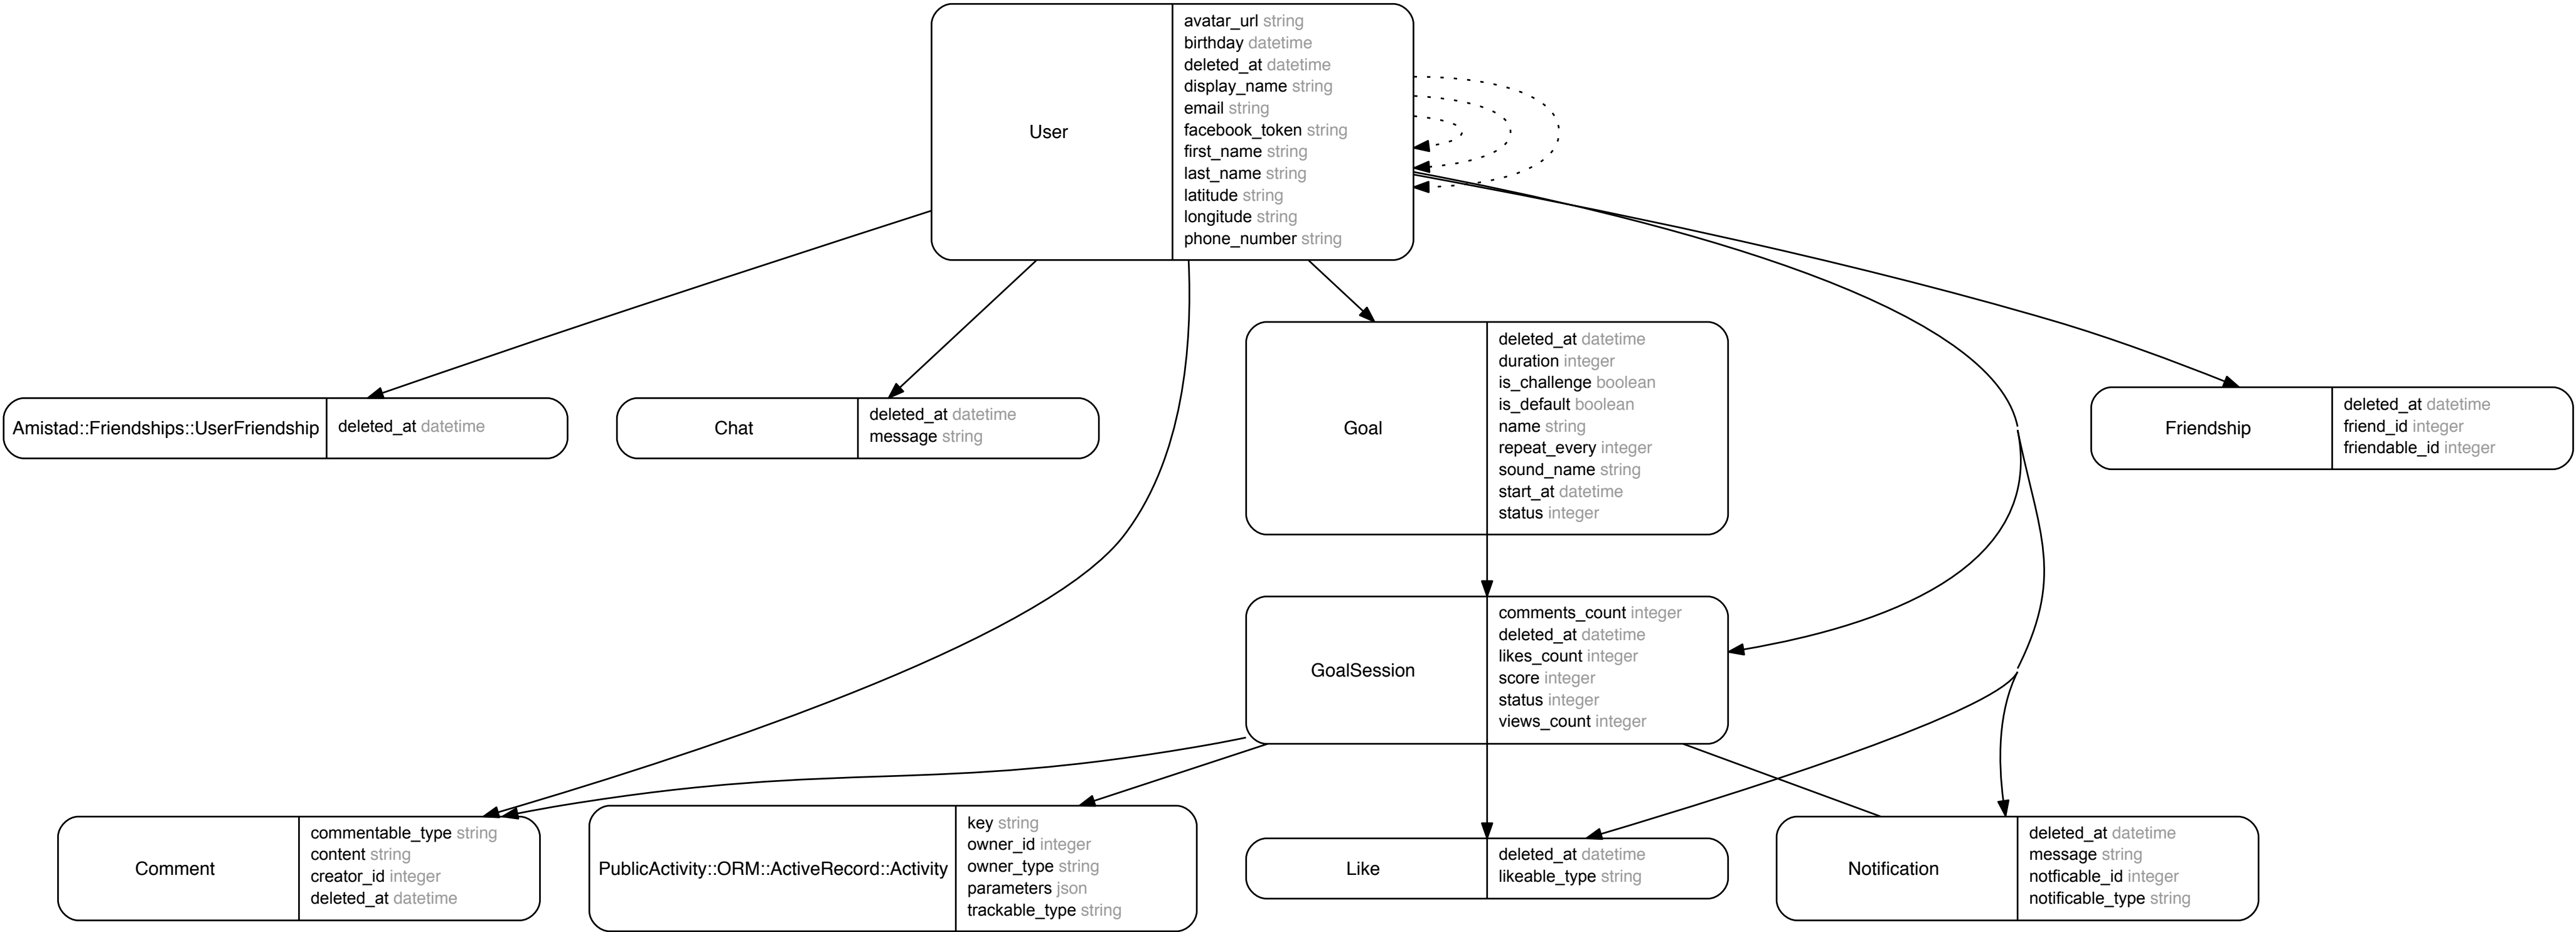 User
avatar_url string
birthday datetime
deleted_at datetime
display_name string
email string
facebook_token string
first_name string
last_name string
latitude string
longitude string
phone_number string
Amistad::Friendships::UserFriendship
deleted_at datetime
Chat
deleted_at datetime
message string
Goal
deleted_at datetime
duration integer
is_challenge boolean
is_default boolean
name string
repeat_every integer
sound_name string
start_at datetime
status integer
Friendship
deleted_at datetime
friend_id integer
friendable_id integer
GoalSession
comments_count integer
deleted_at datetime
likes_count integer
score integer
status integer
views_count integer
Comment
commentable_type string
content string
creator_id integer
deleted_at datetime
PublicActivity::ORM::ActiveRecord::Activity
key string
owner_id integer
owner_type string
parameters json
trackable_type string
Like
deleted_at datetime
likeable_type string
Notification
deleted_at datetime
message string
notficable_id integer
notificable_type string